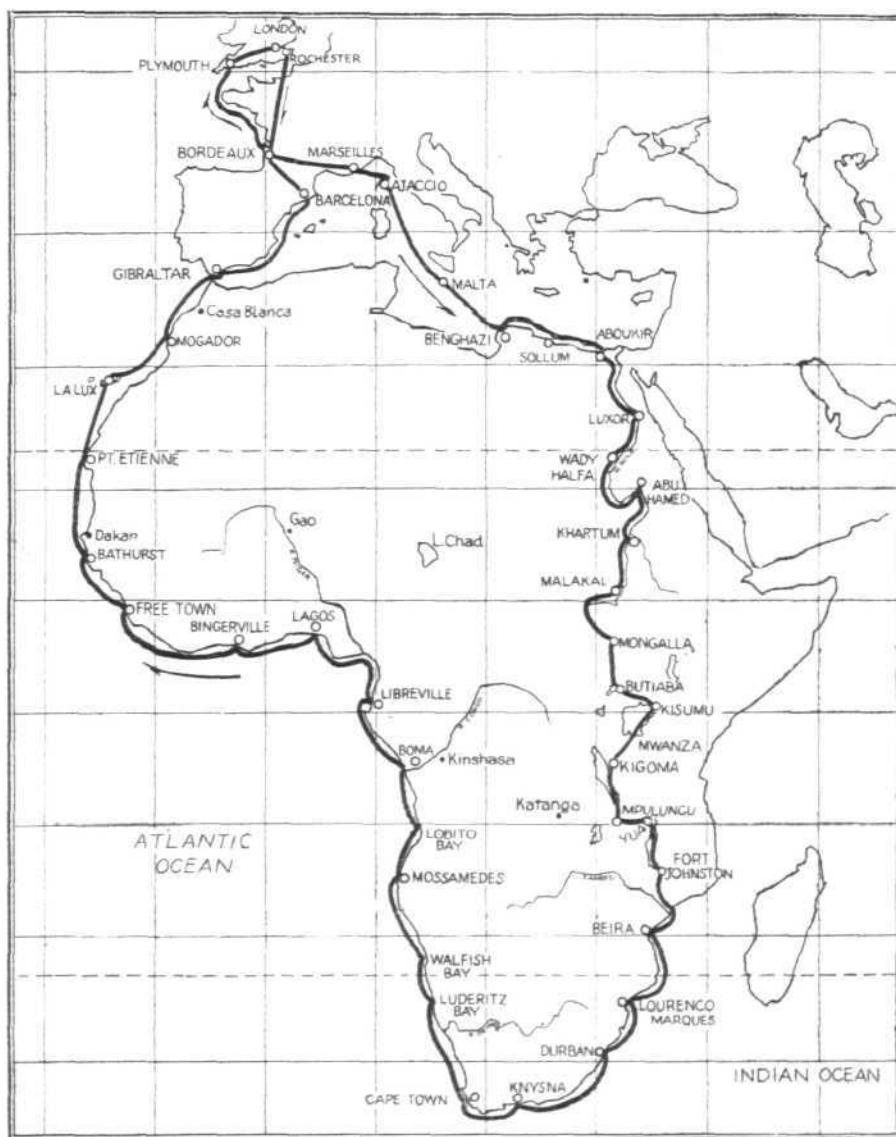 LONDON
PLYMOUTH
ROCHESTER
BORDEAUX
MARSEILLES
AJACCIO
BARCELONA
GIBRALTAR
MALTA
Casa Blanca
MOGADOR
BENGHAZI
SOLLUM
ABOUKIR
LA LUX
LUXOR
PT. ETIENNE
WADY
HALFA
ABU
HAMED
Gao
Dakar
L. Chad
KHARTUM
BATHURST
MALAKAL
FREE TOWN
BINGERVILLE
LAGOS
MONGALLA
BUTIABA
LIBREVILLE
KISUMU
MWANZA
BOMA
Kinshasa
KIGOMA
Katanga
MPULUNGU
ATLANTIC
OCEAN
LOBITO
BAY
FORT
JOHNSTON
MOSSAMEDES
BEIRA
WALFISH
BAY
LUDERITZ
BAY
LOURENCO
MARQUES
DURBAN
INDIAN OCEAN
CAPE TOWN
KNYSNA